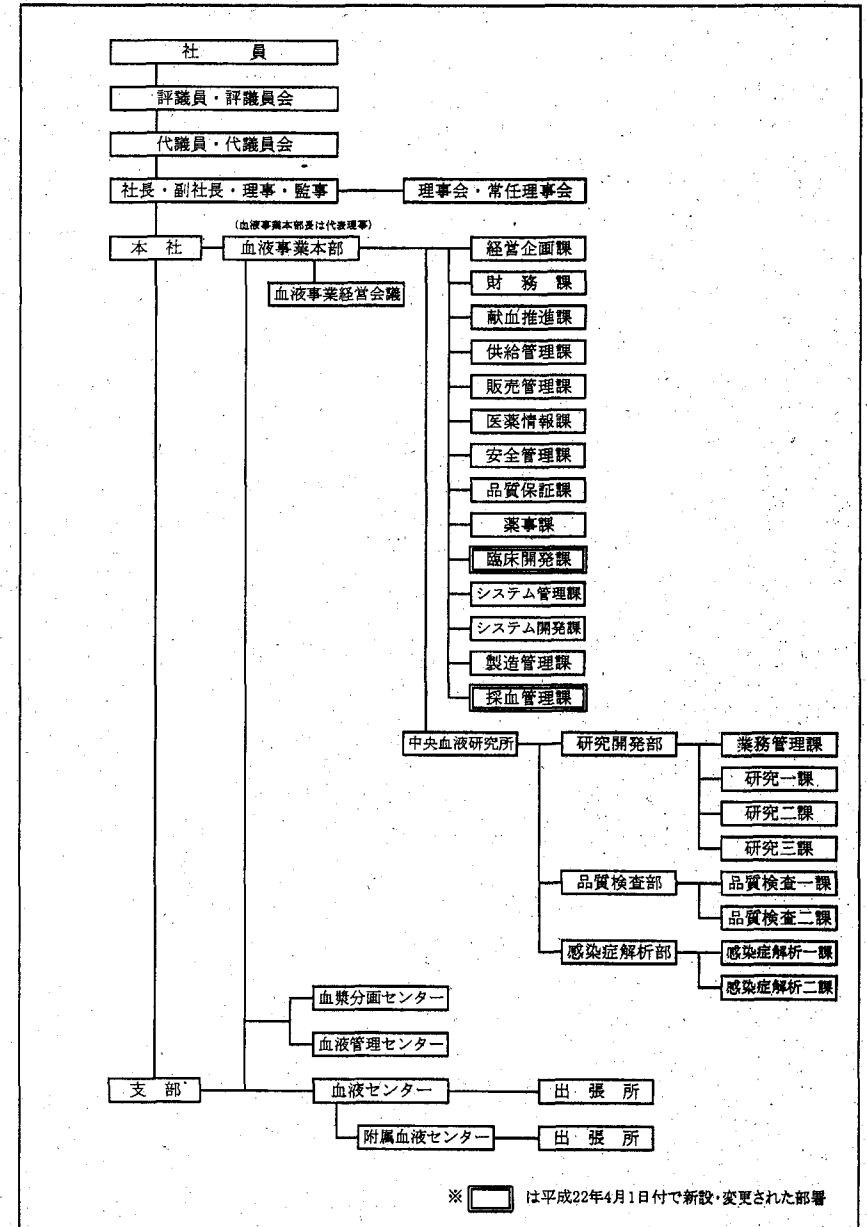 社員
評議員・評議員会
代議員・代議員会
社長・副社長・理事・監事
理事会・常任理事会
(血液事業本部長は代表理事)
本社
血液事業本部
経営企画課
血液事業経営会議
財務課
献血推進課
供給管理課
販売管理課
医薬情報課
安全管理課
品質保証課
薬事課
臨床開発課
システム管理課
システム開発課
製造管理課
採血管理課
中央血液研究所
研究開発部
業務管理課
研究一課
研究二課
研究三課
品質検査部
品質検査一課
品質検査二課
感染症解析部
感染症解析一課
感染症解析二課
血漿分画センター
血液管理センター
支部
血液センター
出張所
附属血液センター
出張所
※ は平成22年4月1日付で新設・変更された部署